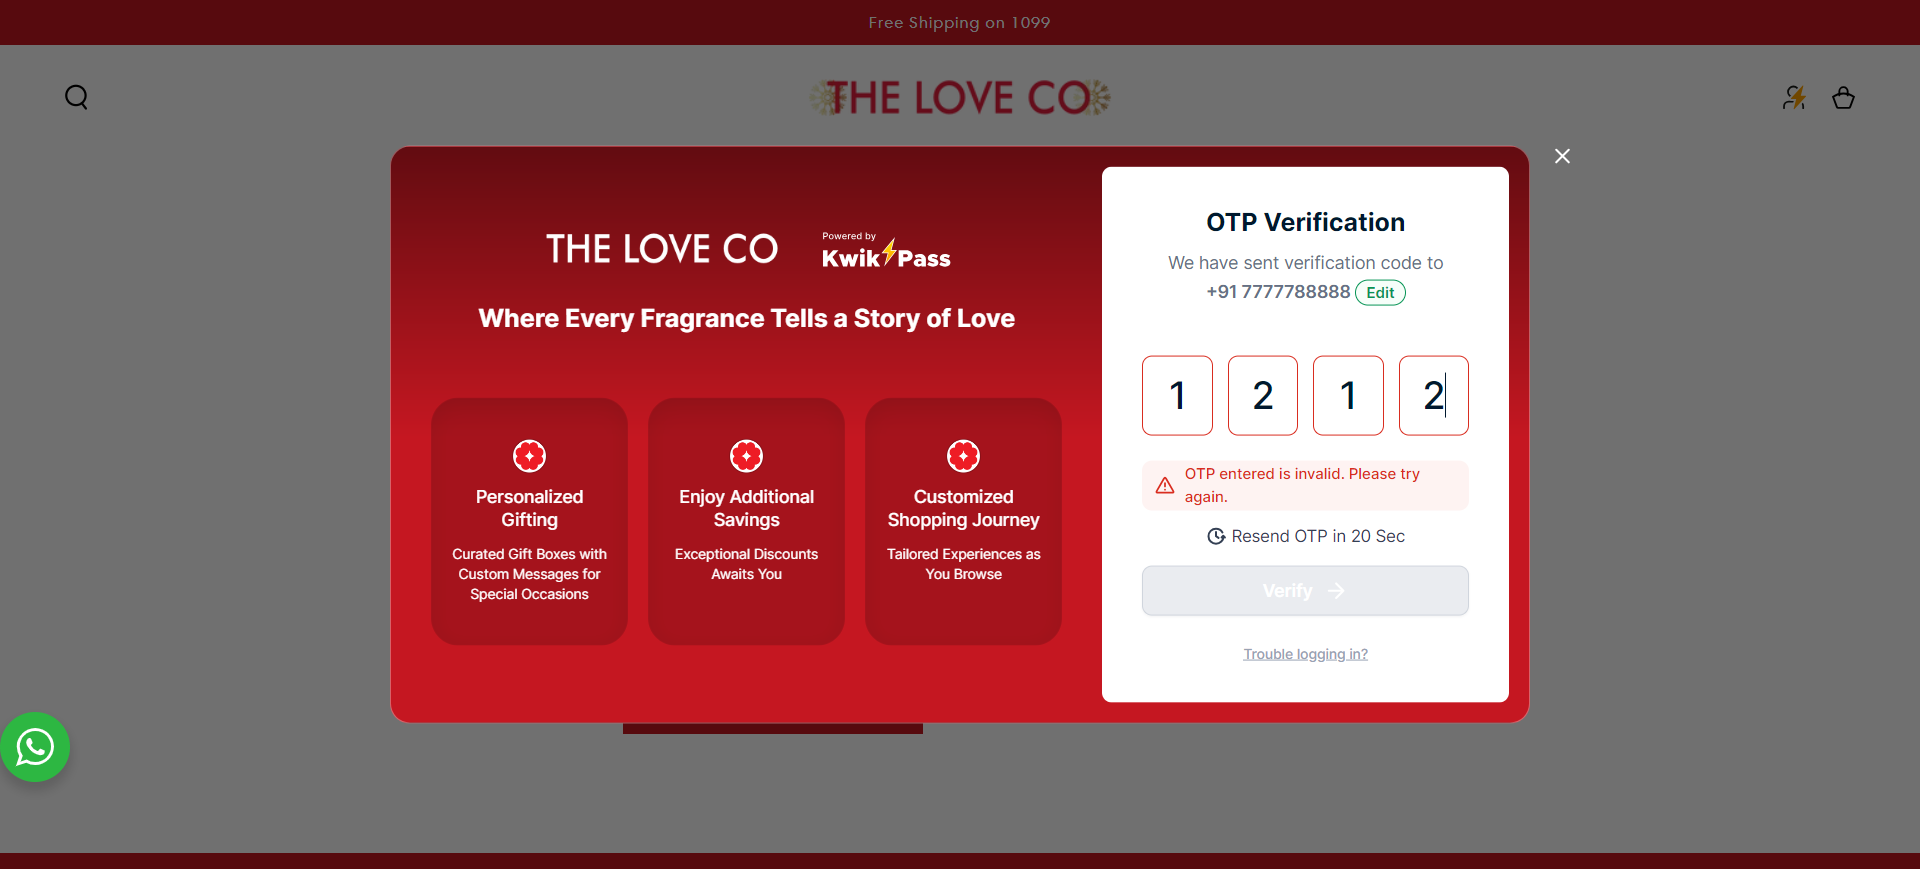 Free Shipping on 1099
THE LOVE CO
THE LOVE CO
Powered by
KwikPass
Where Every Fragrance Tells a Story of Love
Personalized
Gifting
Curated Gift Boxes with
Custom Messages for
Special Occasions
Enjoy Additional
Savings
Exceptional Discounts
Awaits You
Customized
Shopping Journey
Tailored Experiences as
You Browse
OTP Verification
We have sent verification code to
+91 7777788888 Edit
1 2 1 2
OTP entered is invalid. Please try
again.
Resend OTP in 20 Sec
Verify
Trouble logging in?